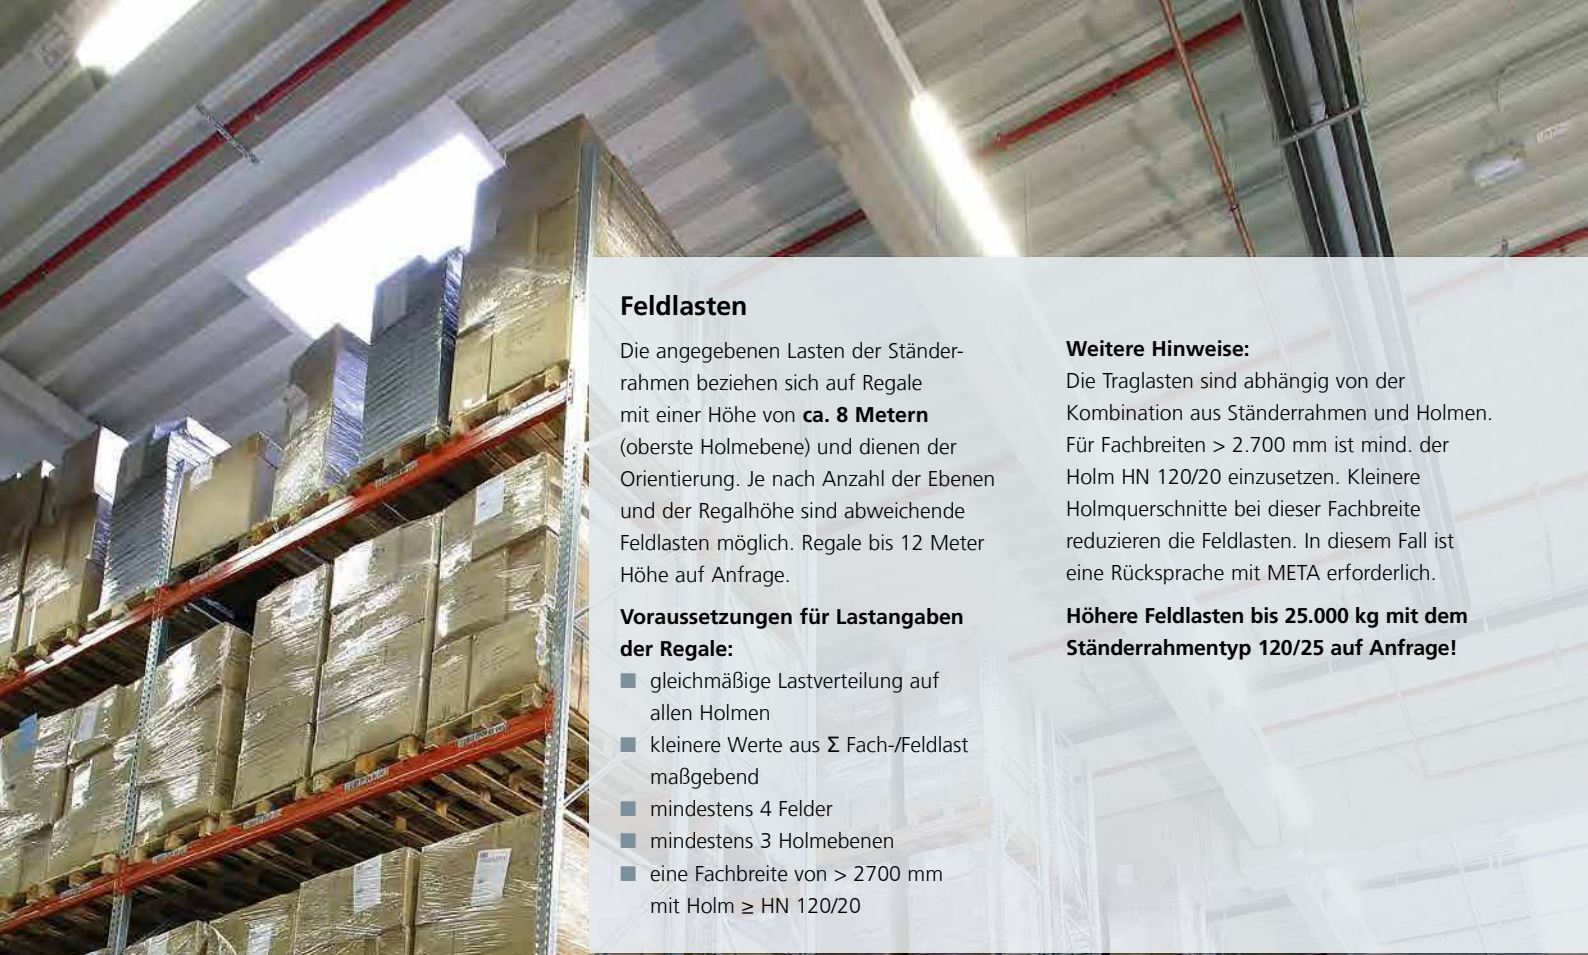 Feldlasten
Die angegebenen Lasten der Ständer-
rahmen beziehen sich auf Regale
mit einer Höhe von ca. 8 Metern
(oberste Holmebene) und dienen der
Orientierung. Je nach Anzahl der Ebenen
und der Regalhöhe sind abweichende
Feldlasten möglich. Regale bis 12 Meter
Höhe auf Anfrage.
Voraussetzungen für Lastangaben
der Regale:
■ gleichmäßige Lastverteilung auf
allen Holmen
■ kleinere Werte aus Σ Fach-/Feldlast
maßgebend
■ mindestens 4 Felder
■ mindestens 3 Holmebenen
■ eine Fachbreite von > 2700 mm
mit Holm ≥ HN 120/20
Weitere Hinweise:
Die Traglasten sind abhängig von der
Kombination aus Ständerrahmen und Holmen.
Für Fachbreiten > 2.700 mm ist mind. der
Holm HN 120/20 einzusetzen. Kleinere
Holmquerschnitte bei dieser Fachbreite
reduzieren die Feldlasten. In diesem Fall ist
eine Rücksprache mit META erforderlich.
Höhere Feldlasten bis 25.000 kg mit dem
Ständerrahmentyp 120/25 auf Anfrage!